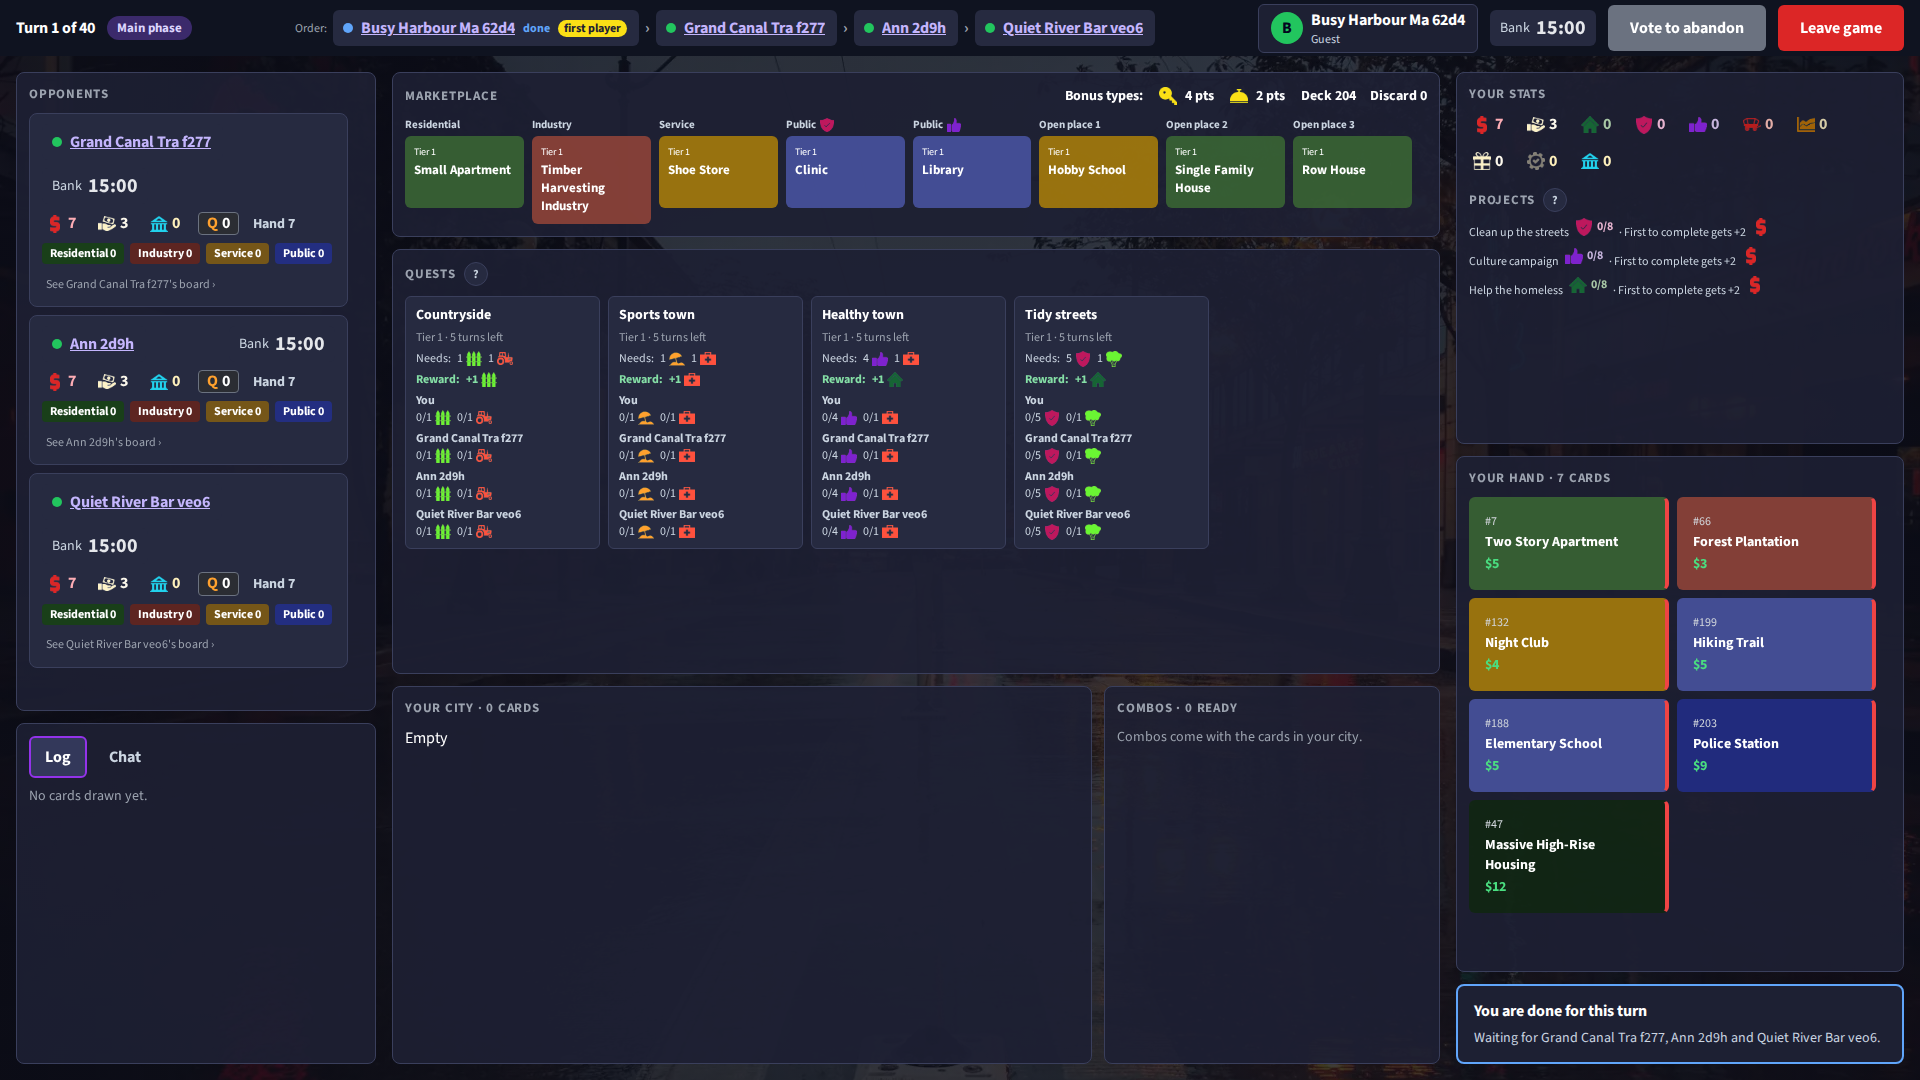 Turn 1 of 40 Main phase Order: Busy Harbour Ma 62d4 done first player › Grand Canal Tra f277 › Ann 2d9h › Quiet River Bar veo6 B Busy Harbour Ma 62d4 Guest Bank 15:00 Vote to abandon Leave game
OPPONENTS
Grand Canal Tra f277
Bank 15:00
7 3 0 Q 0 Hand 7
Residential 0 Industry 0 Service 0 Public 0
See Grand Canal Tra f277's board ›
Ann 2d9h Bank 15:00
7 3 0 Q 0 Hand 7
Residential 0 Industry 0 Service 0 Public 0
See Ann 2d9h's board ›
Quiet River Bar veo6
Bank 15:00
7 3 0 Q 0 Hand 7
Residential 0 Industry 0 Service 0 Public 0
See Quiet River Bar veo6's board ›
Log Chat
No cards drawn yet.
MARKETPLACE Bonus types: 4 pts 2 pts Deck 204 Discard 0
Residential Industry Service Public Public Open place 1 Open place 2 Open place 3
Tier 1 Tier 1 Tier 1 Tier 1 Tier 1 Tier 1 Tier 1 Tier 1
Small Apartment Timber Harvesting Industry Shoe Store Clinic Library Hobby School Single Family House Row House
QUESTS ?
Countryside
Tier 1 · 5 turns left
Needs: 1 1
Reward: +1
You
0/1 0/1
Grand Canal Tra f277
0/1 0/1
Ann 2d9h
0/1 0/1
Quiet River Bar veo6
0/1 0/1
Sports town
Tier 1 · 5 turns left
Needs: 1 1
Reward: +1
You
0/1 0/1
Grand Canal Tra f277
0/1 0/1
Ann 2d9h
0/1 0/1
Quiet River Bar veo6
0/1 0/1
Healthy town
Tier 1 · 5 turns left
Needs: 4 1
Reward: +1
You
0/4 0/1
Grand Canal Tra f277
0/4 0/1
Ann 2d9h
0/4 0/1
Quiet River Bar veo6
0/4 0/1
Tidy streets
Tier 1 · 5 turns left
Needs: 5 1
Reward: +1
You
0/5 0/1
Grand Canal Tra f277
0/5 0/1
Ann 2d9h
0/5 0/1
Quiet River Bar veo6
0/5 0/1
YOUR CITY · 0 CARDS
Empty
COMBOS · 0 READY
Combos come with the cards in your city.
YOUR STATS
7 3 0 0 0 0 0
0 0 0
PROJECTS ?
Clean up the streets 0/8 · First to complete gets +2
Culture campaign 0/8 · First to complete gets +2
Help the homeless 0/8 · First to complete gets +2
YOUR HAND · 7 CARDS
#7
Two Story Apartment
$5
#66
Forest Plantation
$3
#132
Night Club
$4
#199
Hiking Trail
$5
#188
Elementary School
$5
#203
Police Station
$9
#47
Massive High-Rise
Housing
$12
You are done for this turn
Waiting for Grand Canal Tra f277, Ann 2d9h and Quiet River Bar veo6.